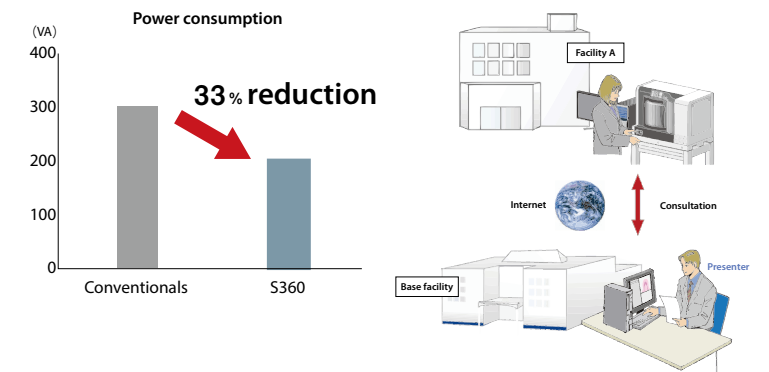 Power consumption
(VA)
400
300
200
100
0
33% reduction
Conventionals
S360
Facility A
Internet
Consultation
Base facility
Presenter